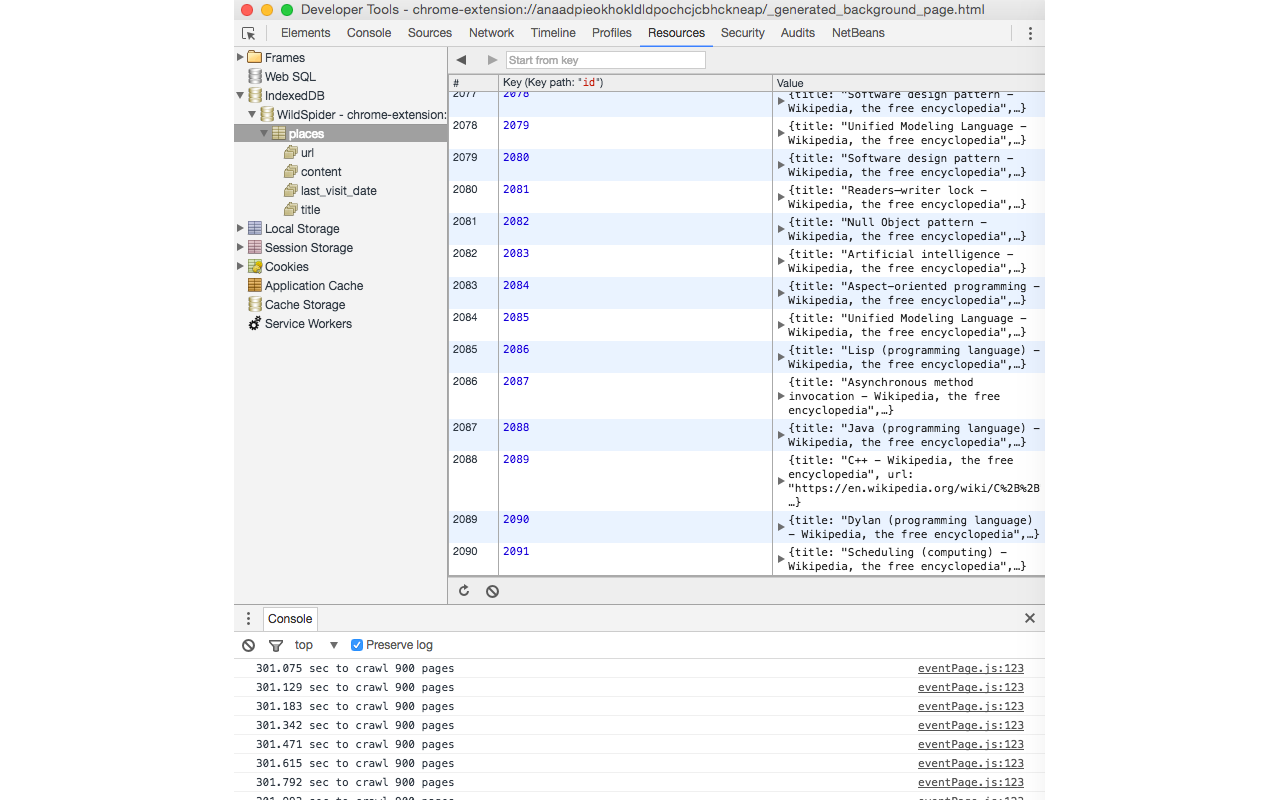 Developer Tools - chrome-extension://anaadpieokhokldldpochcjcbhckneap/_generated_background_page.html
Elements Console Sources Network Timeline Profiles Resources Security Audits NetBeans
Frames
Web SQL
IndexedDB
WildSpider - chrome-extension:
places
url
content
last_visit_date
title
Local Storage
Session Storage
Cookies
Application Cache
Cache Storage
Service Workers
Start from key
# Key (Key path: "id") Value
2077 2078 {title: "Software design pattern –
Wikipedia, the free encyclopedia",…}
2078 2079 {title: "Unified Modeling Language –
Wikipedia, the free encyclopedia",…}
2079 2080 {title: "Software design pattern –
Wikipedia, the free encyclopedia",…}
2080 2081 {title: "Readers–writer lock –
Wikipedia, the free encyclopedia",…}
2081 2082 {title: "Null Object pattern –
Wikipedia, the free encyclopedia",…}
2082 2083 {title: "Artificial intelligence –
Wikipedia, the free encyclopedia",…}
2083 2084 {title: "Aspect-oriented programming –
Wikipedia, the free encyclopedia",…}
2084 2085 {title: "Unified Modeling Language –
Wikipedia, the free encyclopedia",…}
2085 2086 {title: "Lisp (programming language) –
Wikipedia, the free encyclopedia",…}
2086 2087 {title: "Asynchronous method
invocation – Wikipedia, the free
encyclopedia",…}
2087 2088 {title: "Java (programming language) –
Wikipedia, the free encyclopedia",…}
2088 2089 {title: "C++ – Wikipedia, the free
encyclopedia", url:
"https://en.wikipedia.org/wiki/C%2B%2B
…}
2089 2090 {title: "Dylan (programming language)
– Wikipedia, the free encyclopedia",…}
2090 2091 {title: "Scheduling (computing) –
Wikipedia, the free encyclopedia",…}
Console
top Preserve log
301.075 sec to crawl 900 pages eventPage.js:123
301.129 sec to crawl 900 pages eventPage.js:123
301.183 sec to crawl 900 pages eventPage.js:123
301.342 sec to crawl 900 pages eventPage.js:123
301.471 sec to crawl 900 pages eventPage.js:123
301.615 sec to crawl 900 pages eventPage.js:123
301.792 sec to crawl 900 pages eventPage.js:123